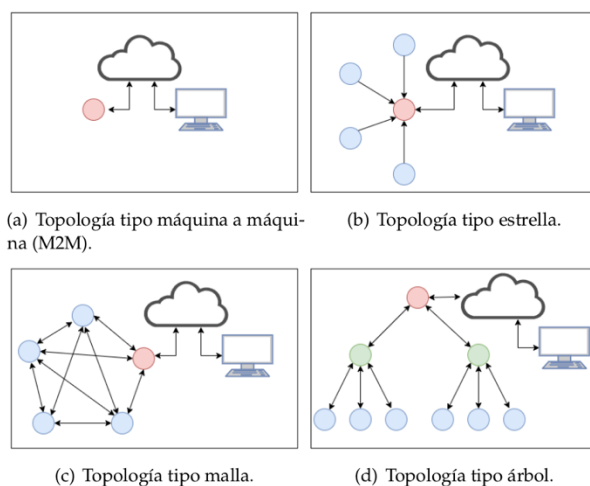 (a) Topología tipo máquina a máqui-
na (M2M).
(b) Topología tipo estrella.
(c) Topología tipo malla.
(d) Topología tipo árbol.